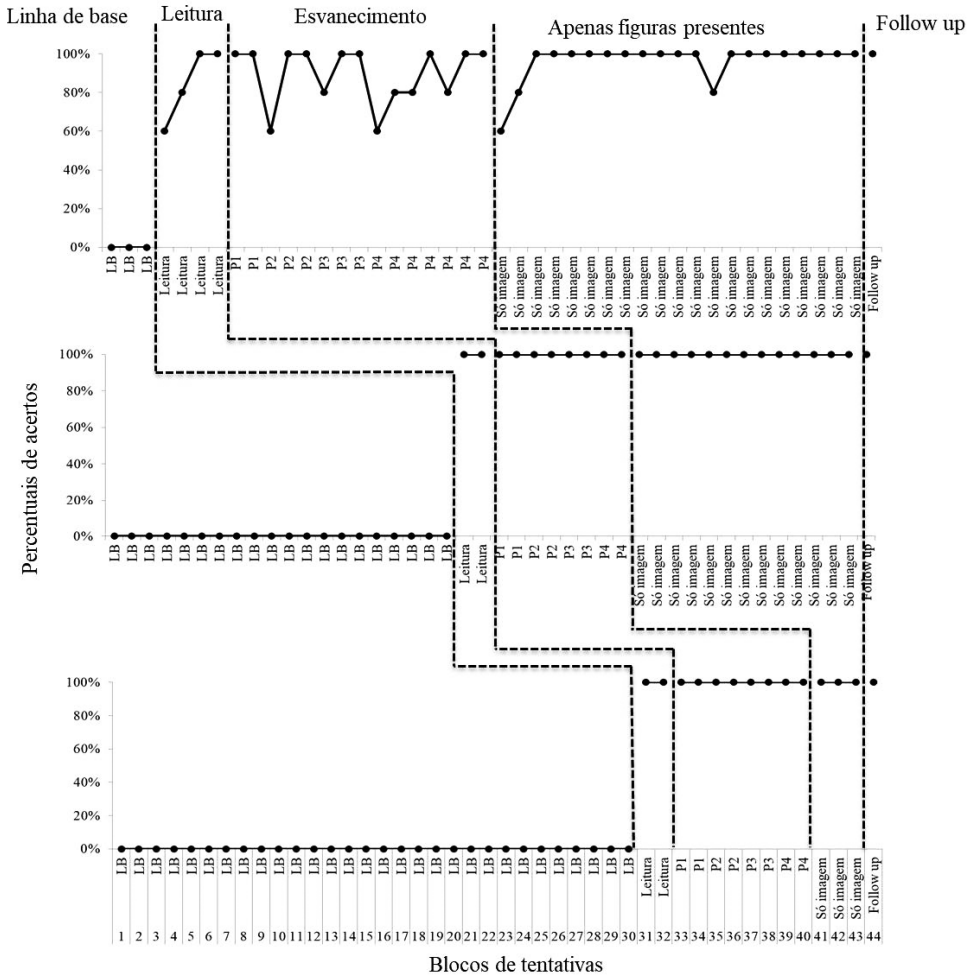 Linha de base
Leitura
Esvanecimento
Apenas figuras presentes
Follow up
100%
80%
60%
40%
20%
0%
LB LB LB Leitura Leitura Leitura Leitura P1 P1 P2 P2 P2 P3 P3 P3 P4 P4 P4 P4 P4 P4 P4 Só imagem Só imagem Só imagem Só imagem Só imagem Só imagem Só imagem Só imagem Só imagem Só imagem Só imagem Só imagem Só imagem Só imagem Só imagem Só imagem Só imagem Só imagem Só imagem Só imagem Só imagem Follow up
Percentuais de acertos
100%
80%
60%
40%
20%
0%
LB LB LB LB LB LB LB LB LB LB LB LB LB LB LB LB LB LB LB LB Leitura Leitura P1 P1 P2 P2 P3 P3 P4 P4 Só imagem Só imagem Só imagem Só imagem Só imagem Só imagem Só imagem Só imagem Só imagem Só imagem Só imagem Só imagem Só imagem Follow up
100%
80%
60%
40%
20%
0%
LB LB LB LB LB LB LB LB LB LB LB LB LB LB LB LB LB LB LB LB LB LB LB LB LB LB LB LB LB LB Leitura Leitura P1 P1 P2 P2 P3 P3 P4 P4 Só imagem Só imagem Só imagem Follow up
1 2 3 4 5 6 7 8 9 10 11 12 13 14 15 16 17 18 19 20 21 22 23 24 25 26 27 28 29 30 31 32 33 34 35 36 37 38 39 40 41 42 43 44
Blocos de tentativas